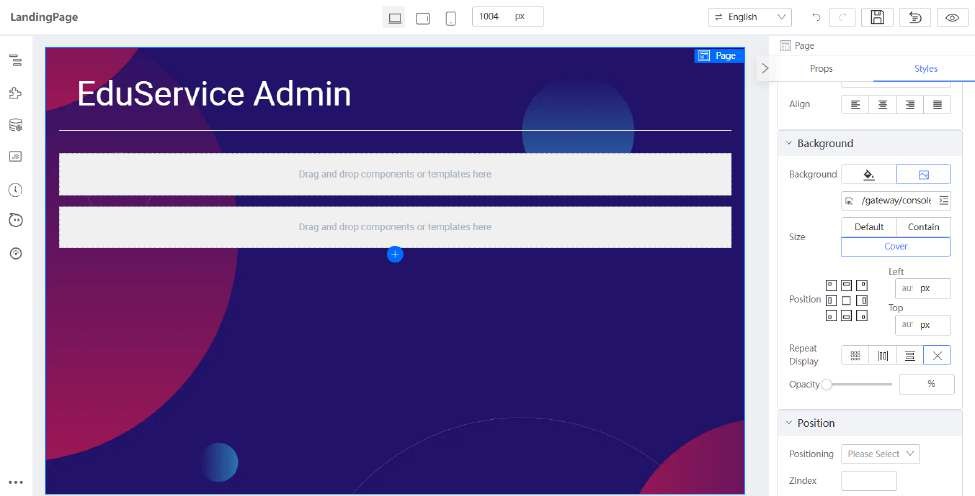 LandingPage
1004 px
English
Page
Page
Props
Styles
EduService Admin
Drag and drop components or templates here
Drag and drop components or templates here
Align
Background
Background
/gateway/console
Size
Default
Contain
Cover
Position
Left
au px
Top
au px
Repeat
Display
Opacity
%
Position
Positioning
Please Select
ZIndex